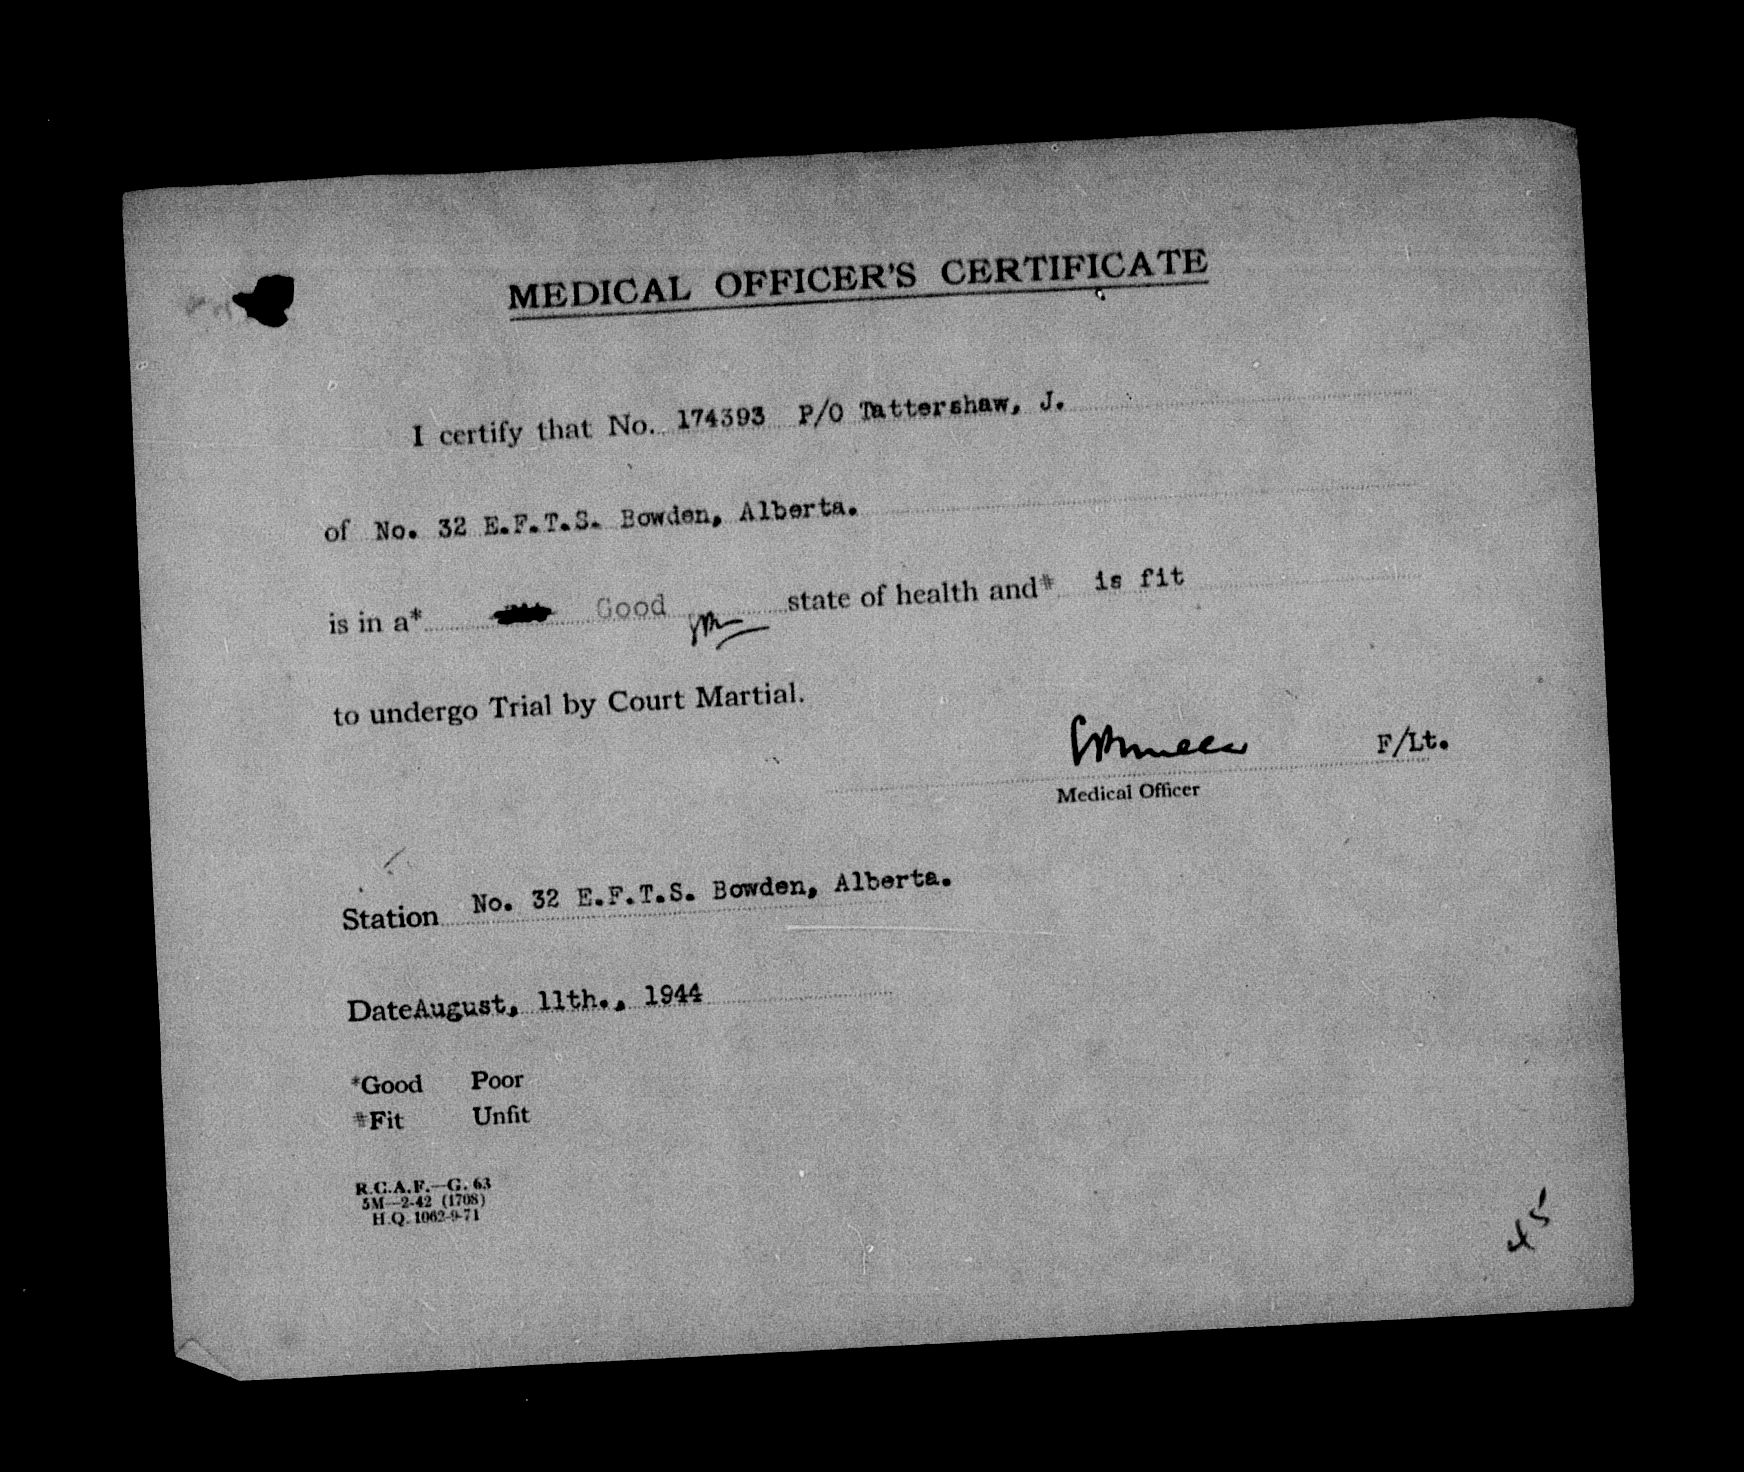 MEDICAL OFFICER'S CERTIFICATE
I certify that No. 174393 P/O Tattershaw, J.
of No. 32 E.F.T.S. Bowden, Alberta.
is in a* Good state of health and# is fit
to undergo Trial by Court Martial.
F/Lt.
Medical Officer
Station No. 32 E.F.T.S. Bowden, Alberta.
Date August, 11th., 1944
*Good Poor
#Fit Unfit
R.C.A.F.—G. 63
5M—2-42 (1708)
H.Q. 1062-9-71